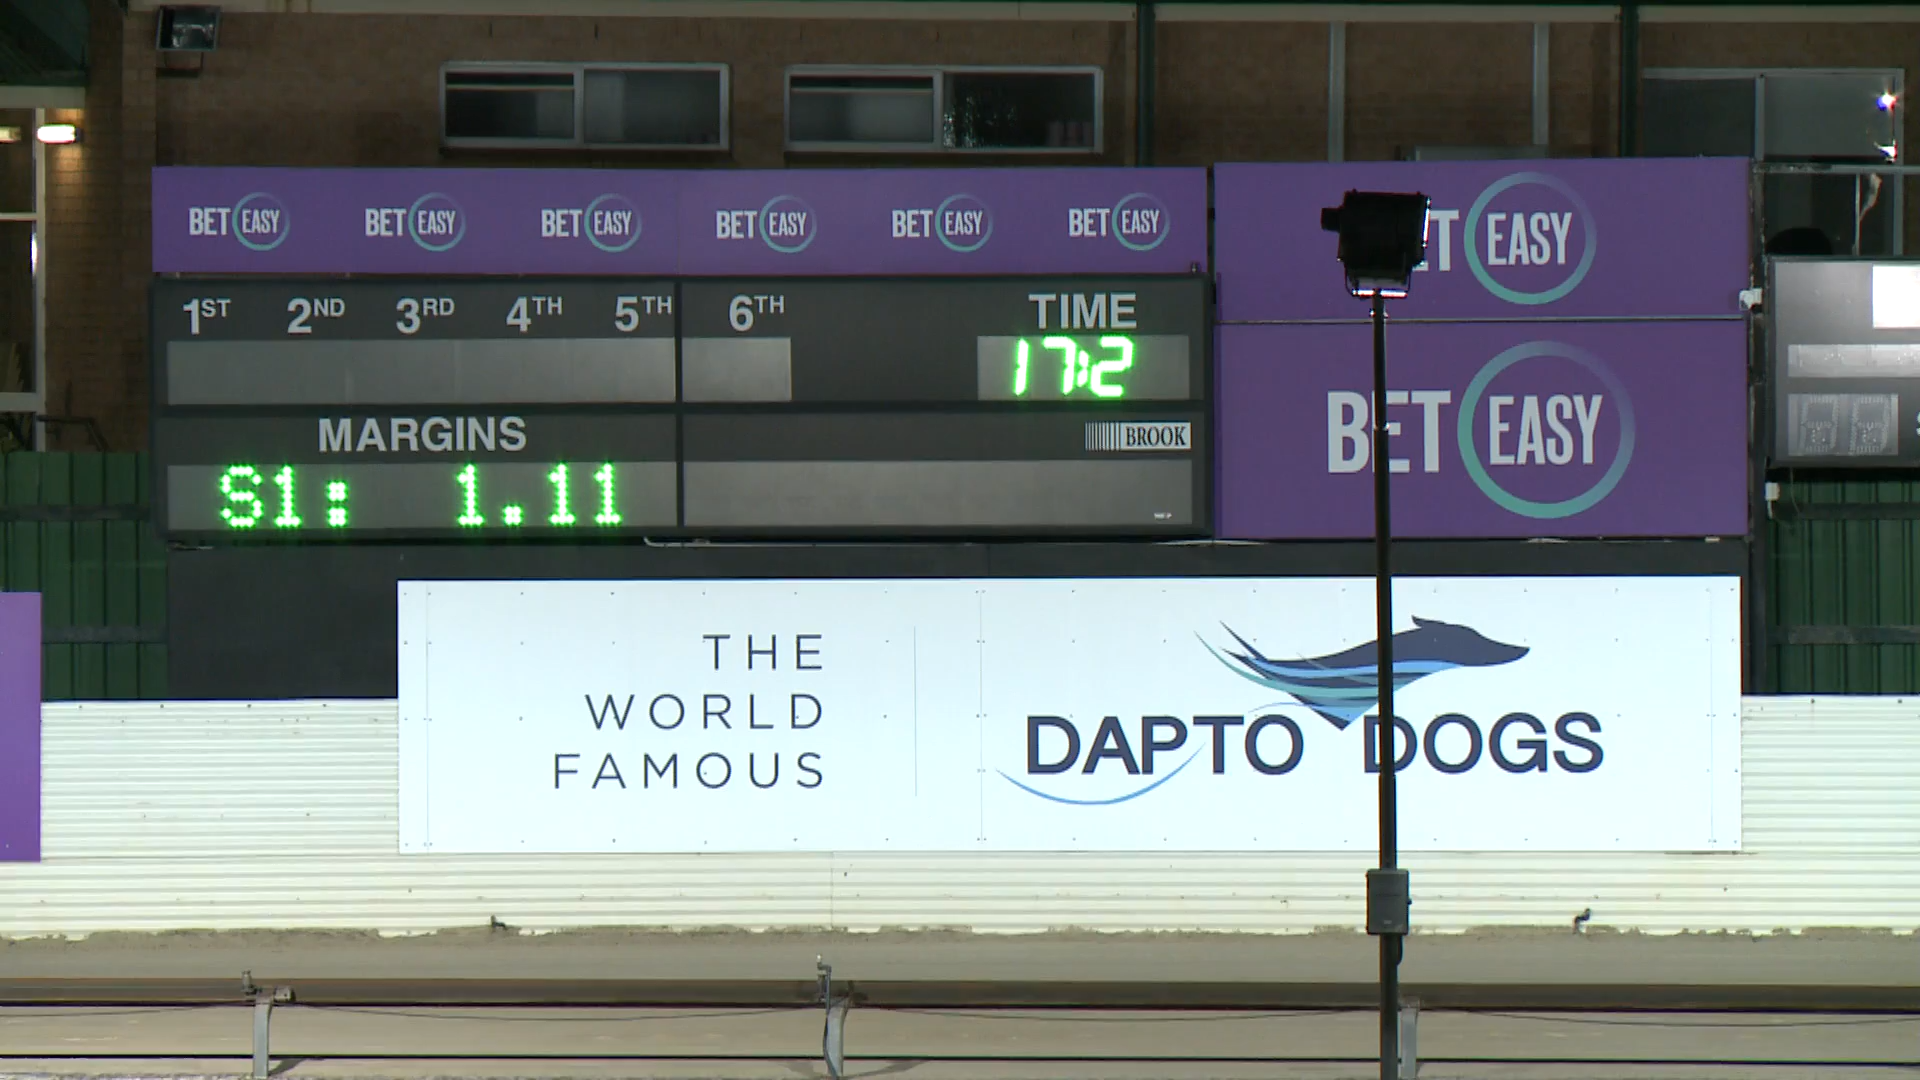 BET EASY BET EASY BET EASY BET EASY BET EASY BET EASY
EASY
1ST 2ND 3RD 4TH 5TH 6TH TIME
17:2
MARGINS
BROOK
S1: 1.11
BET EASY
THE
WORLD
FAMOUS
DAPTO DOGS